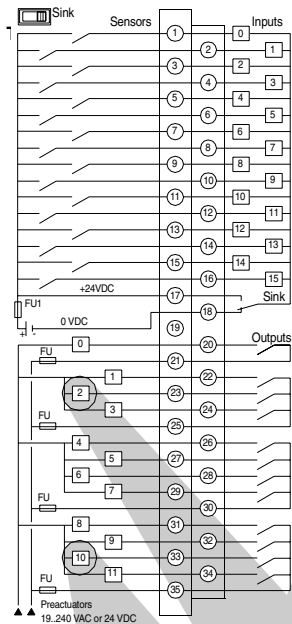 Sink
Sensors Inputs
1 0
2 1
3 2
4 3
5 4
6 5
7 6
8 7
9 8
10 9
11 10
12 11
13 12
14 13
15 14
16 15
+24VDC 17
Sink
FU1 18
+ - 0 VDC
19
0 20 Outputs
FU 21
1 22
2 23
3 24
FU 25
4 26
5 27
6 28
7 29
FU 30
8 31
9 32
10 33
11 34
FU 35
Preactuators
19..240 VAC or 24 VDC